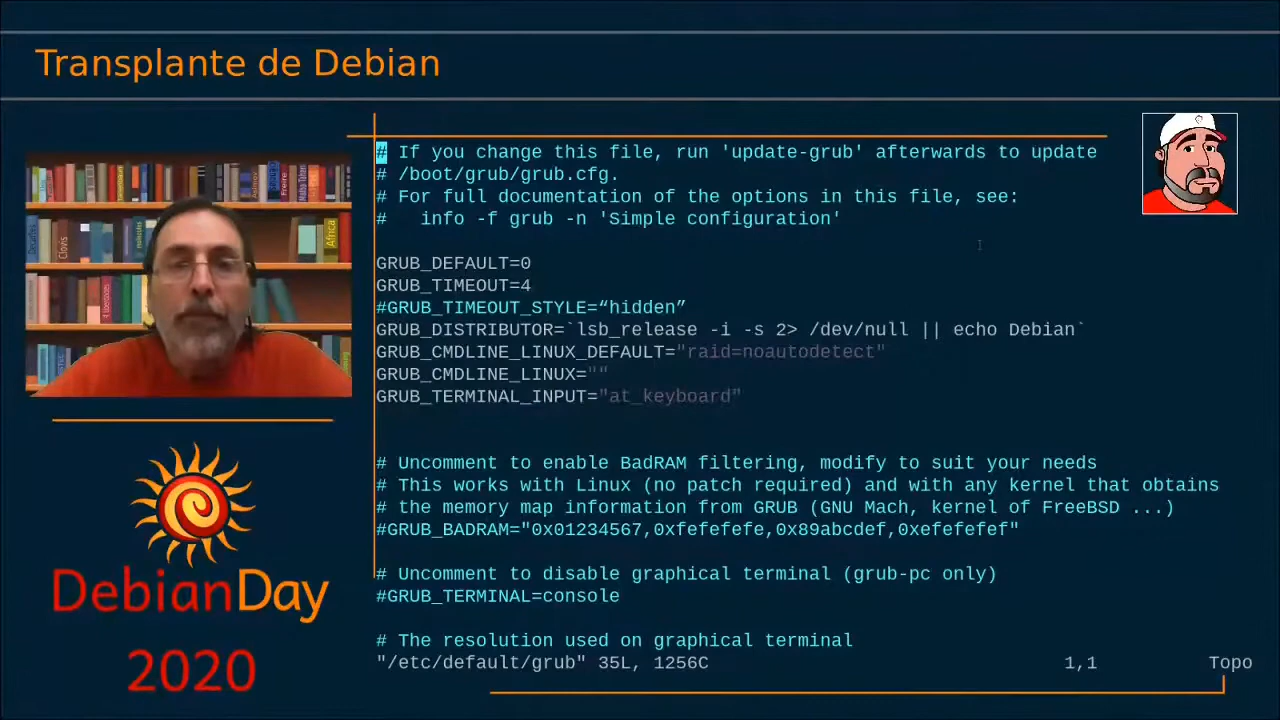 Transplante de Debian
# If you change this file, run 'update-grub' afterwards to update
# /boot/grub/grub.cfg.
# For full documentation of the options in this file, see:
#   info -f grub -n 'Simple configuration'
GRUB_DEFAULT=0
GRUB_TIMEOUT=4
#GRUB_TIMEOUT_STYLE=“hidden”
GRUB_DISTRIBUTOR=`lsb_release -i -s 2> /dev/null || echo Debian`
GRUB_CMDLINE_LINUX_DEFAULT="raid=noautodetect"
GRUB_CMDLINE_LINUX=""
GRUB_TERMINAL_INPUT="at_keyboard"
# Uncomment to enable BadRAM filtering, modify to suit your needs
# This works with Linux (no patch required) and with any kernel that obtains
# the memory map information from GRUB (GNU Mach, kernel of FreeBSD ...)
#GRUB_BADRAM="0x01234567,0xfefefefe,0x89abcdef,0xefefefef"
# Uncomment to disable graphical terminal (grub-pc only)
#GRUB_TERMINAL=console
# The resolution used on graphical terminal
"/etc/default/grub" 35L, 1256C 1,1 Topo
Clovis
Freire
África
DebianDay
2020